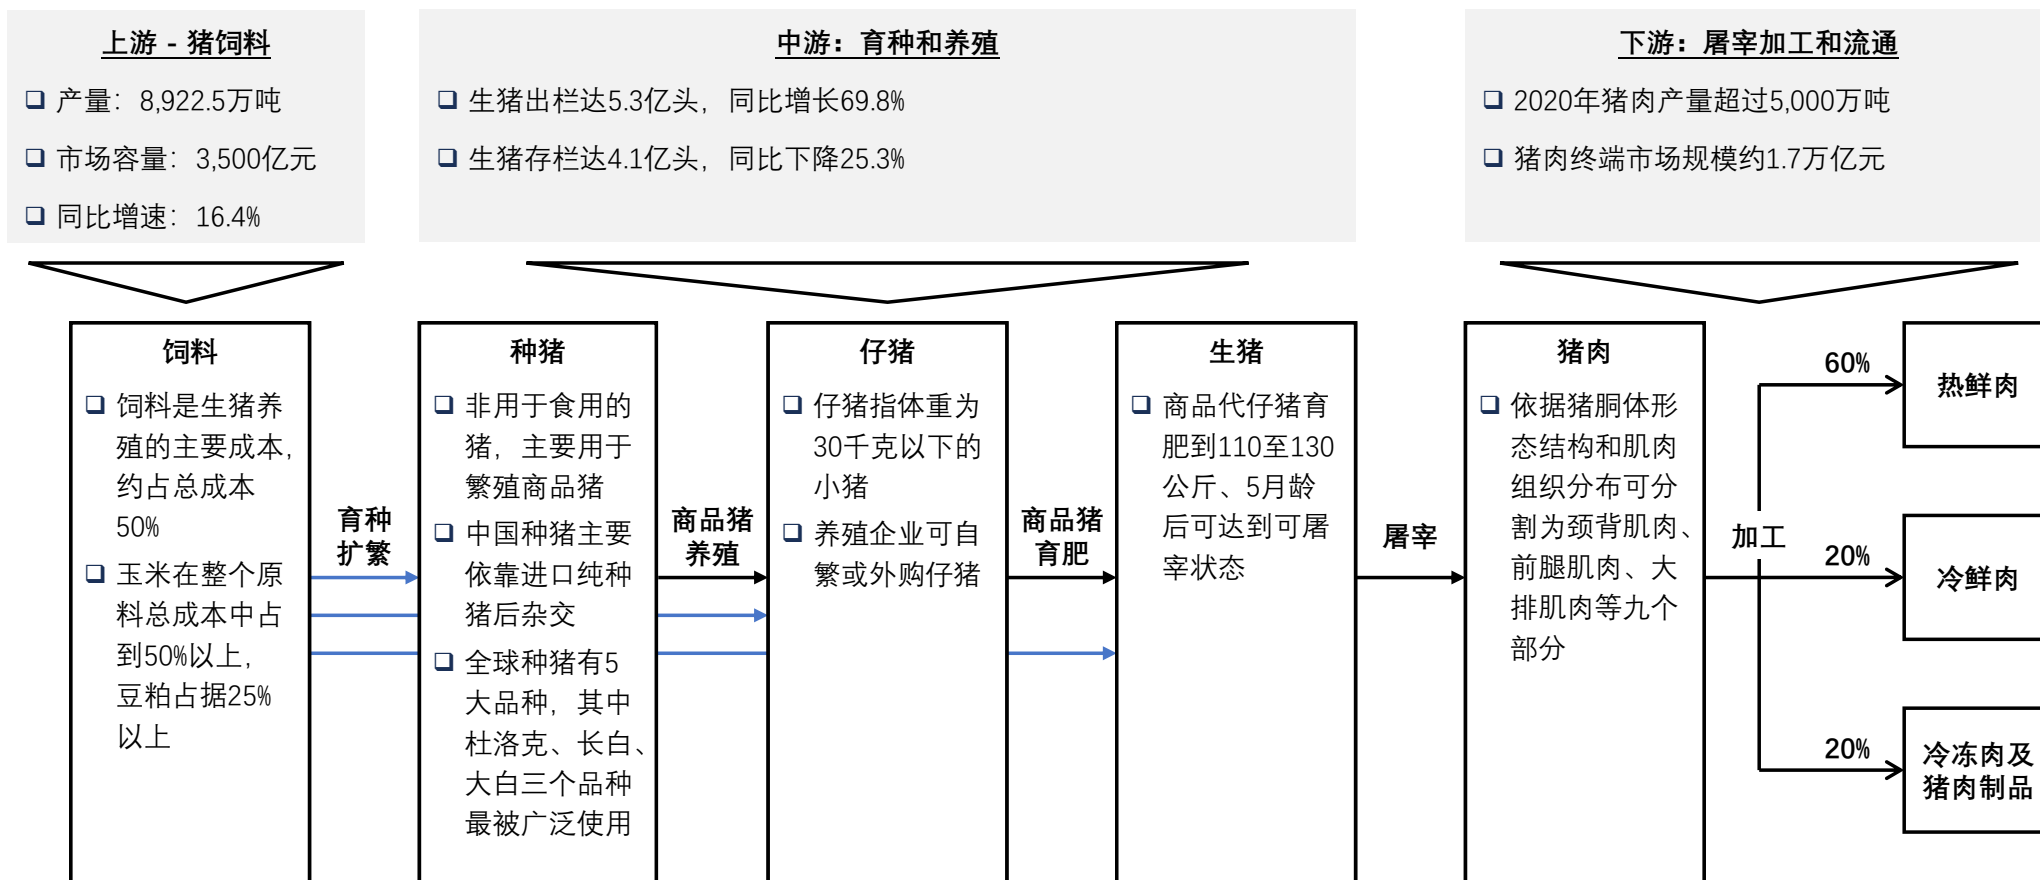 上游 - 猪饲料
❑ 产量：8,922.5万吨
❑ 市场容量：3,500亿元
❑ 同比增速：16.4%
中游：育种和养殖
❑ 生猪出栏达5.3亿头，同比增长69.8%
❑ 生猪存栏达4.1亿头，同比下降25.3%
下游：屠宰加工和流通
❑ 2020年猪肉产量超过5,000万吨
❑ 猪肉终端市场规模约1.7万亿元
饲料
❑ 饲料是生猪养
殖的主要成本，
约占总成本
50%
❑ 玉米在整个原
料总成本中占
到50%以上，
豆粕占据25%
以上
育种
扩繁
种猪
❑ 非用于食用的
猪，主要用于
繁殖商品猪
❑ 中国种猪主要
依靠进口纯种
猪后杂交
❑ 全球种猪有5
大品种，其中
杜洛克、长白、
大白三个品种
最被广泛使用
商品猪
养殖
仔猪
❑ 仔猪指体重为
30千克以下的
小猪
❑ 养殖企业可自
繁或外购仔猪
商品猪
育肥
生猪
❑ 商品代仔猪育
肥到110至130
公斤、5月龄
后可达到可屠
宰状态
屠宰
猪肉
❑ 依据猪胴体形
态结构和肌肉
组织分布可分
割为颈背肌肉、
前腿肌肉、大
排肌肉等九个
部分
加工
60%
热鲜肉
20%
冷鲜肉
20%
冷冻肉及
猪肉制品